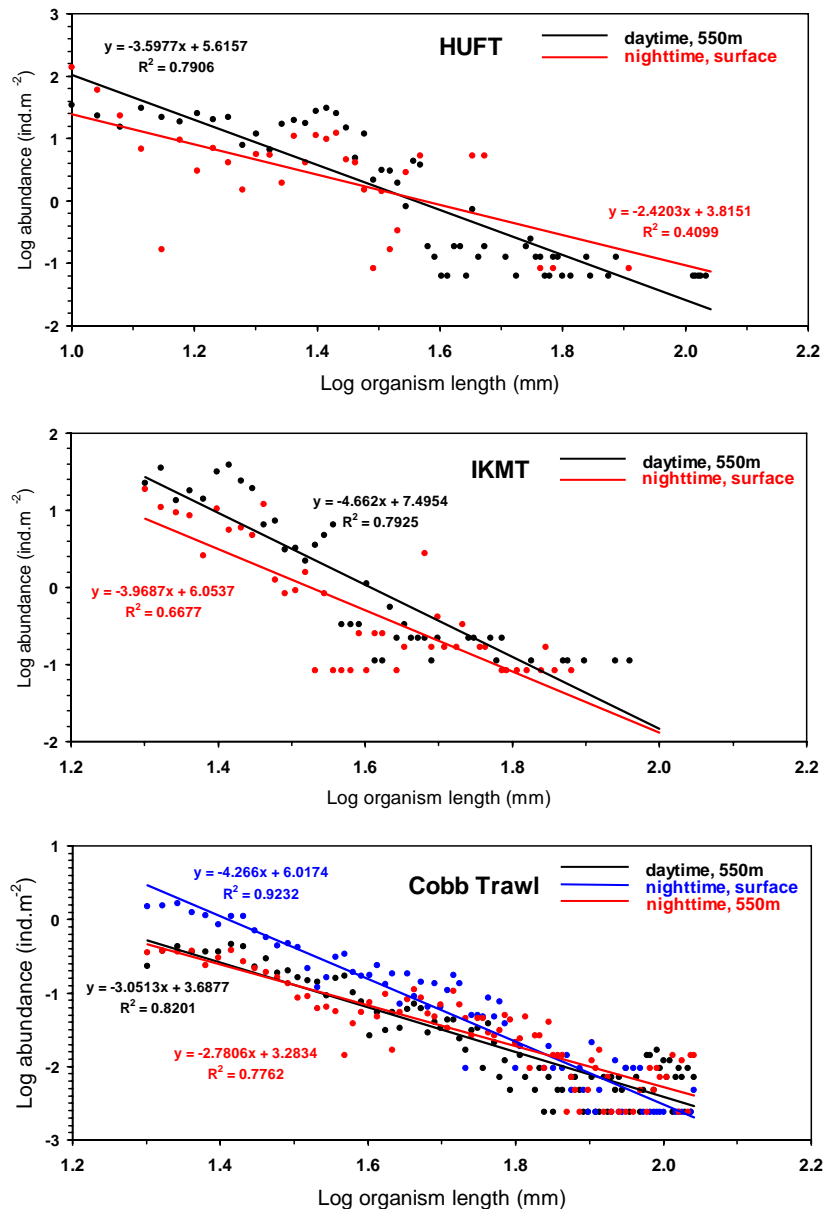 y = -3.5977x + 5.6157
R² = 0.7906
HUFT
daytime, 550m
nighttime, surface
3
2
1
0
-1
-2
Log abundance (ind.m⁻²)
y = -2.4203x + 3.8151
R² = 0.4099
1.0 1.2 1.4 1.6 1.8 2.0 2.2
Log organism length (mm)
IKMT
daytime, 550m
nighttime, surface
2
1
0
-1
-2
Log abundance (ind.m⁻²)
y = -4.662x + 7.4954
R² = 0.7925
y = -3.9687x + 6.0537
R² = 0.6677
1.2 1.4 1.6 1.8 2.0 2.2
Log organism length (mm)
y = -4.266x + 6.0174
R² = 0.9232
Cobb Trawl
daytime, 550m
nighttime, surface
nighttime, 550m
1
0
-1
-2
-3
Log abundance (ind.m⁻²)
y = -3.0513x + 3.6877
R² = 0.8201
y = -2.7806x + 3.2834
R² = 0.7762
1.2 1.4 1.6 1.8 2.0 2.2
Log organism length (mm)